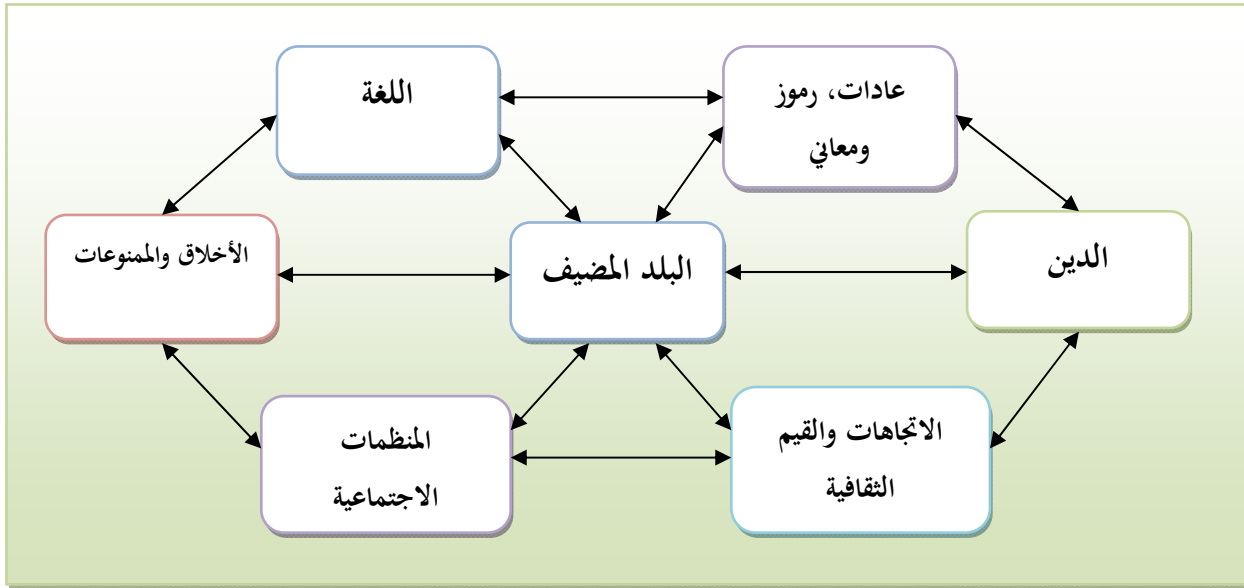 عادات، رموز
ومعاني
اللغة
الدين
البلد المضيف
الأخلاق والممنوعات
الاتجاهات والقيم
الثقافية
المنظمات
الاجتماعية